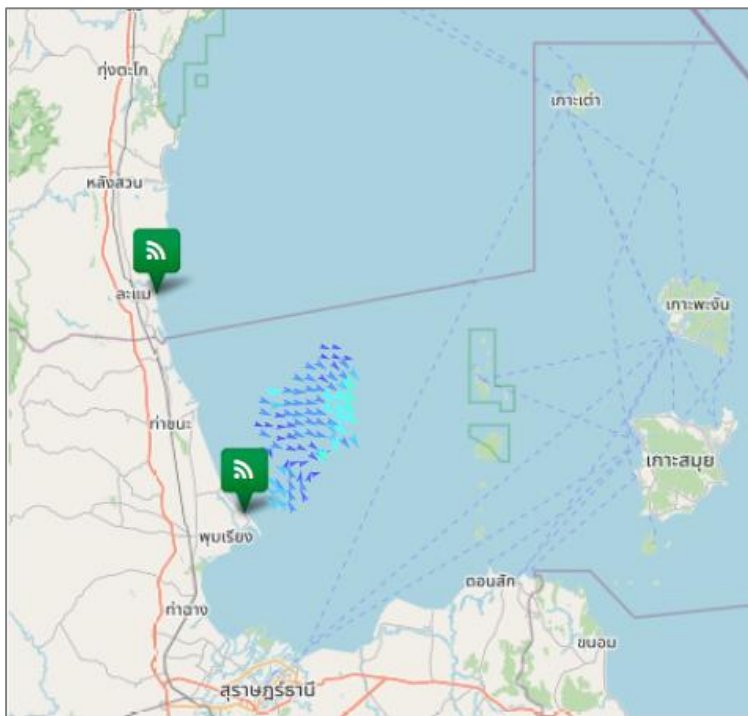 ทุ่งตะโก
เกาะเต่า
หลังสวน
ละแม
เกาะพะงัน
ท่าชนะ
เกาะสมุย
พุมเรียง
ดอนสัก
ท่าฉาง
ขนอม
สุราษฎร์ธานี